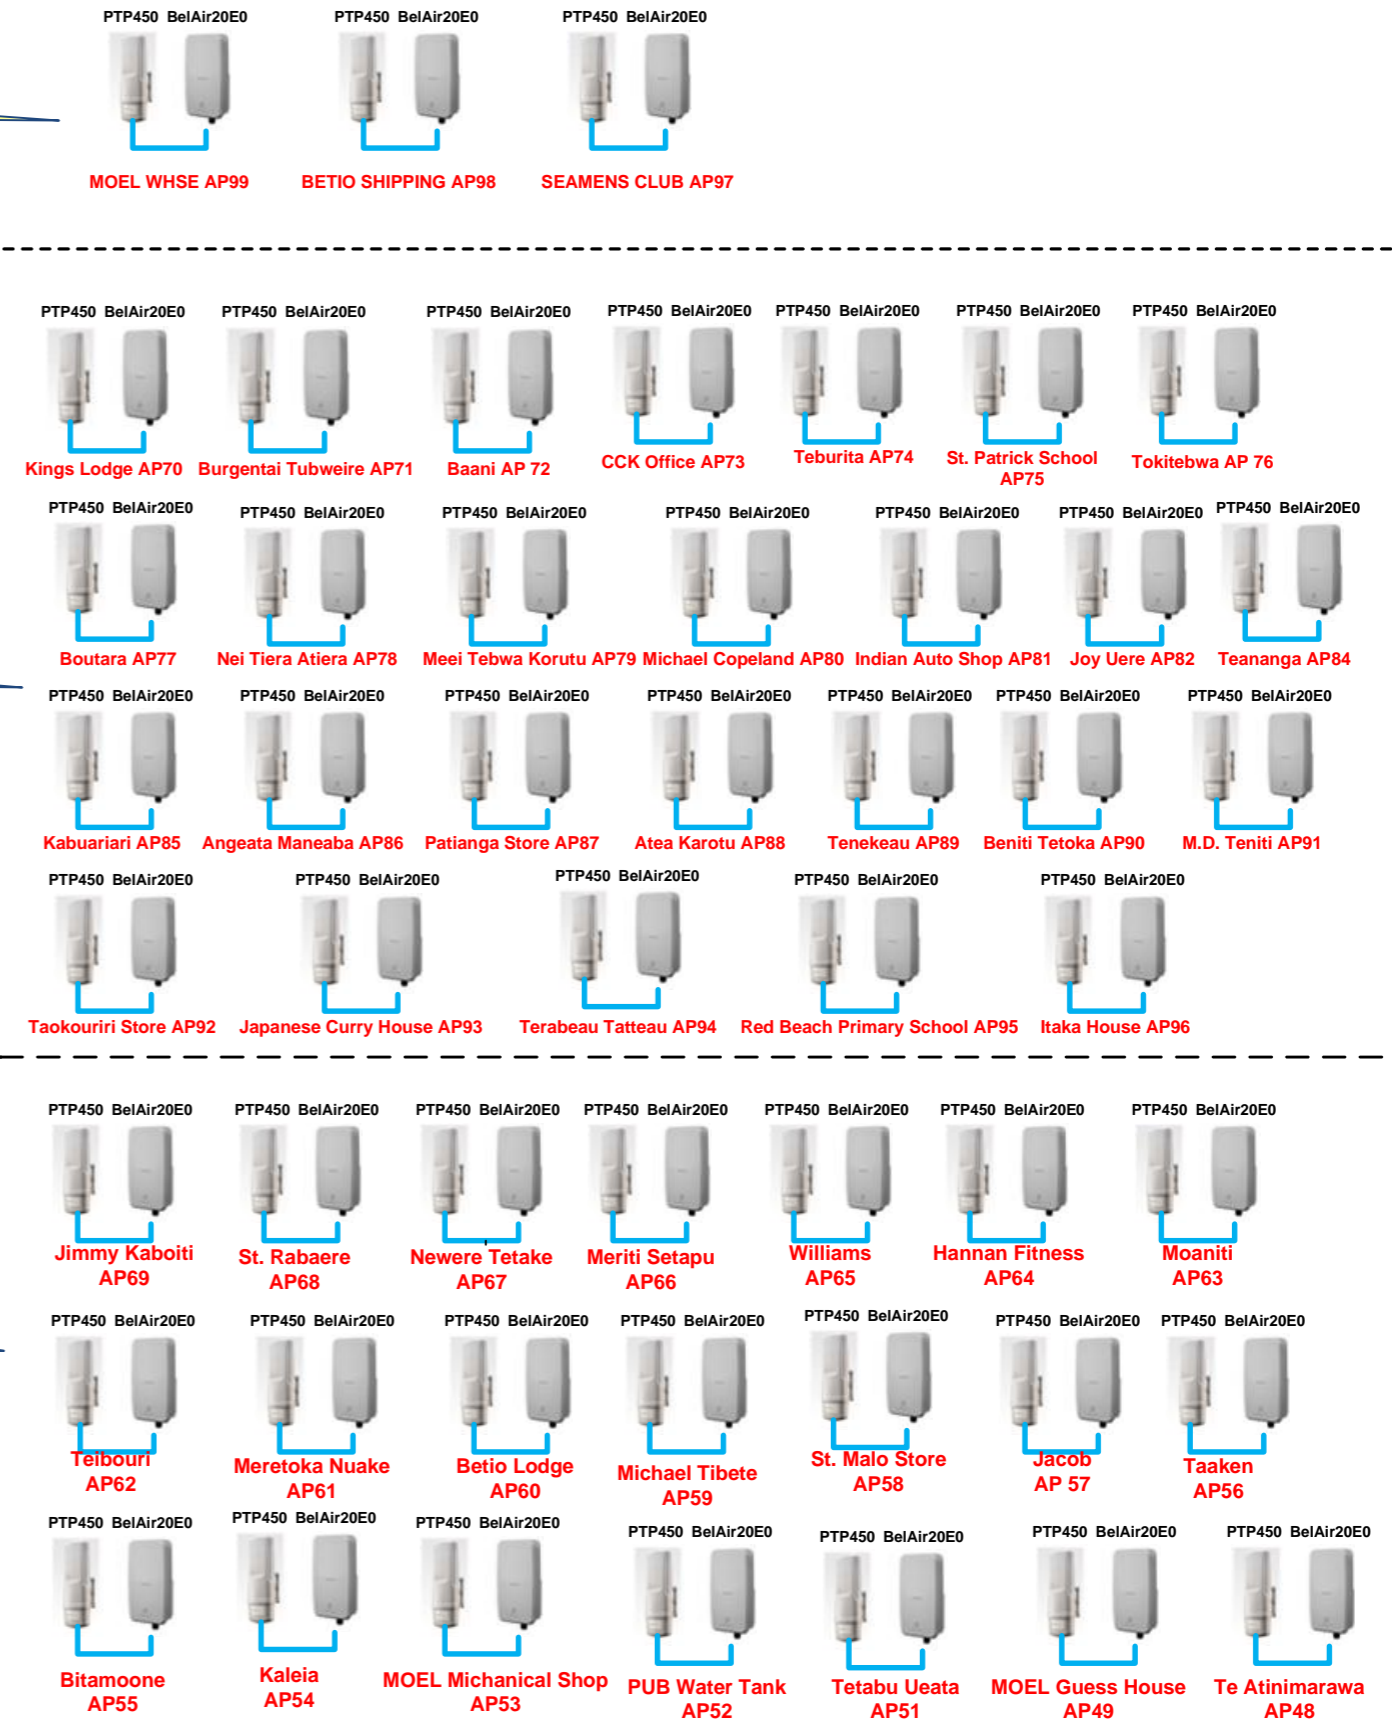 PTP450 BelAir20E0 PTP450 BelAir20E0 PTP450 BelAir20E0
MOEL WHSE AP99 BETIO SHIPPING AP98 SEAMENS CLUB AP97
PTP450 BelAir20E0 PTP450 BelAir20E0 PTP450 BelAir20E0 PTP450 BelAir20E0 PTP450 BelAir20E0 PTP450 BelAir20E0 PTP450 BelAir20E0
Kings Lodge AP70 Burgentai Tubweire AP71 Baani AP 72 CCK Office AP73 Teburita AP74 St. Patrick School Tokitebwa AP 76
AP75
PTP450 BelAir20E0 PTP450 BelAir20E0 PTP450 BelAir20E0 PTP450 BelAir20E0 PTP450 BelAir20E0 PTP450 BelAir20E0 PTP450 BelAir20E0
Boutara AP77 Nei Tiera Atiera AP78 Meei Tebwa Korutu AP79 Michael Copeland AP80 Indian Auto Shop AP81 Joy Uere AP82 Teananga AP84
PTP450 BelAir20E0 PTP450 BelAir20E0 PTP450 BelAir20E0 PTP450 BelAir20E0 PTP450 BelAir20E0 PTP450 BelAir20E0 PTP450 BelAir20E0
Kabuariari AP85 Angeata Maneaba AP86 Patianga Store AP87 Atea Karotu AP88 Tenekeau AP89 Beniti Tetoka AP90 M.D. Teniti AP91
PTP450 BelAir20E0 PTP450 BelAir20E0 PTP450 BelAir20E0 PTP450 BelAir20E0 PTP450 BelAir20E0
Taokouriri Store AP92 Japanese Curry House AP93 Terabeau Tatteau AP94 Red Beach Primary School AP95 Itaka House AP96
PTP450 BelAir20E0 PTP450 BelAir20E0 PTP450 BelAir20E0 PTP450 BelAir20E0 PTP450 BelAir20E0 PTP450 BelAir20E0 PTP450 BelAir20E0
Jimmy Kaboiti St. Rabaere Newere Tetake Meriti Setapu Williams Hannan Fitness Moaniti
AP69 AP68 AP67 AP66 AP65 AP64 AP63
PTP450 BelAir20E0 PTP450 BelAir20E0 PTP450 BelAir20E0 PTP450 BelAir20E0 PTP450 BelAir20E0 PTP450 BelAir20E0 PTP450 BelAir20E0
Teibouri Meretoka Nuake Betio Lodge Michael Tibete St. Malo Store Jacob Taaken
AP62 AP61 AP60 AP59 AP58 AP 57 AP56
PTP450 BelAir20E0 PTP450 BelAir20E0 PTP450 BelAir20E0 PTP450 BelAir20E0 PTP450 BelAir20E0 PTP450 BelAir20E0 PTP450 BelAir20E0
Bitamoone Kaleia MOEL Michanical Shop PUB Water Tank Tetabu Ueata MOEL Guess House Te Atinimarawa
AP55 AP54 AP53 AP52 AP51 AP49 AP48